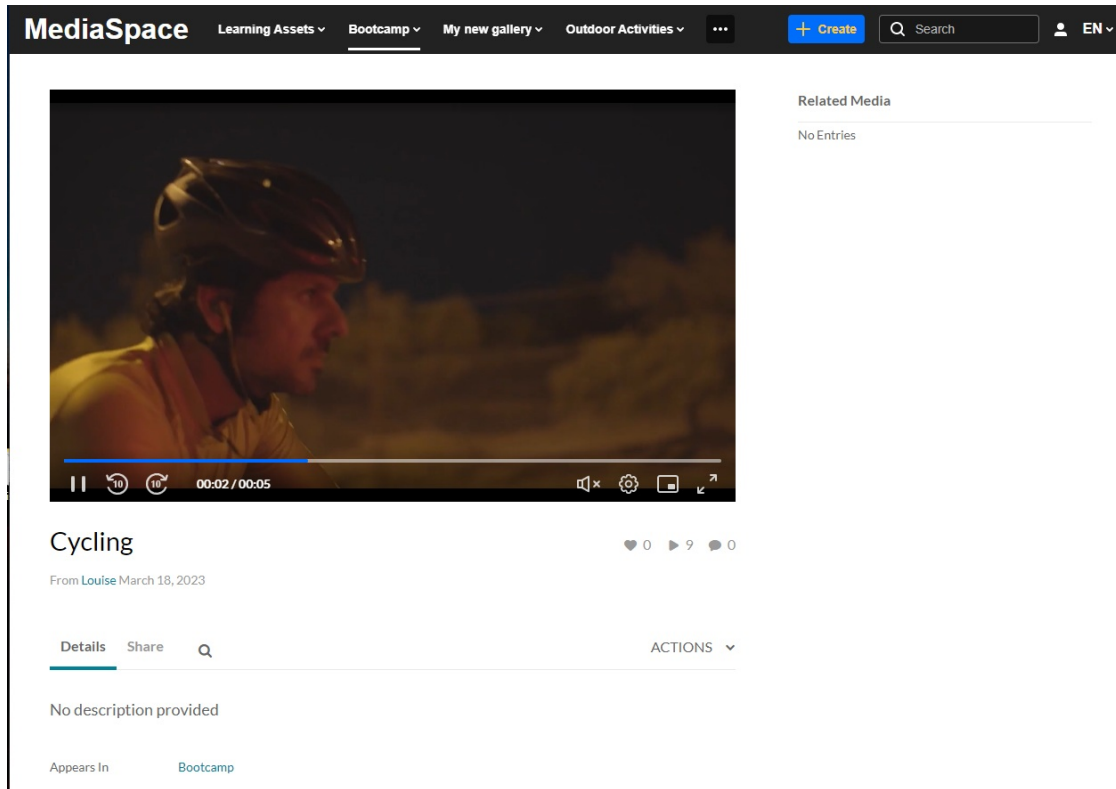 MediaSpace Learning Assets Bootcamp My new gallery Outdoor Activities ••• + Create Search EN
Related Media
No Entries
10 10 00:02 / 00:05
Cycling 0 9 0
From Louise March 18, 2023
Details Share ACTIONS
No description provided
Appears In Bootcamp